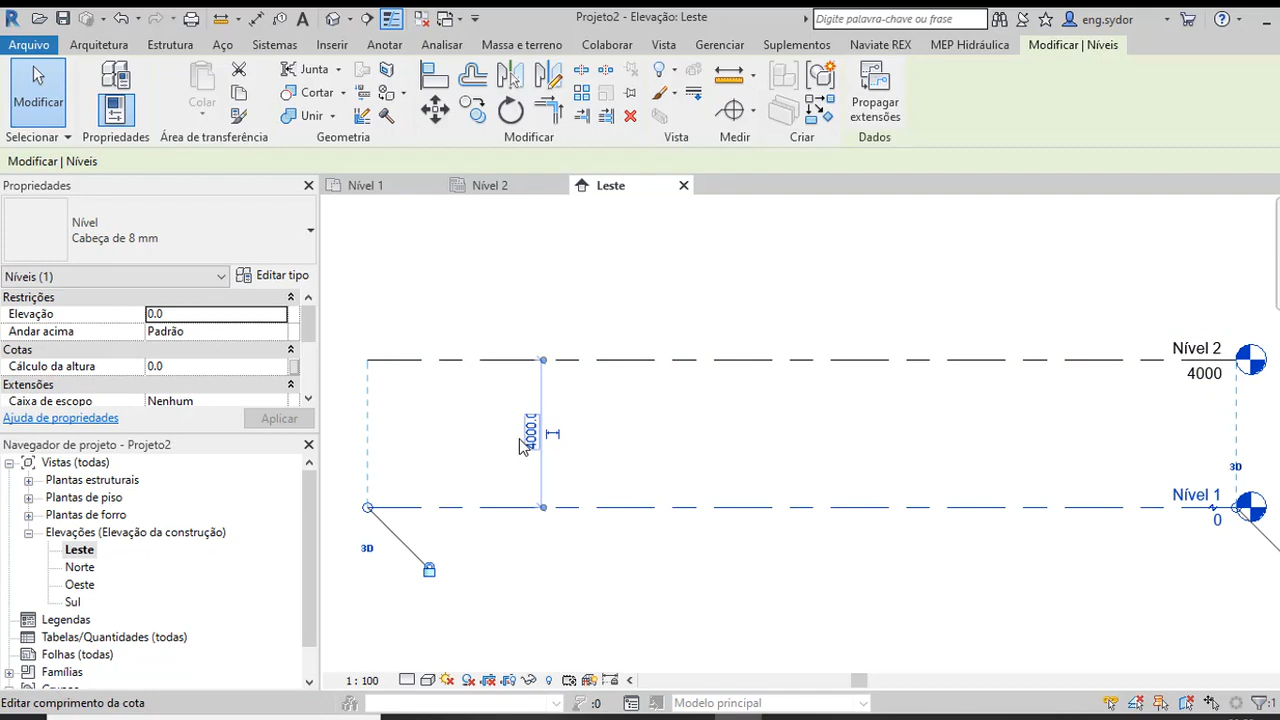 Projeto2 - Elevação: Leste
Digite palavra-chave ou frase
eng.sydor
Arquivo Arquitetura Estrutura Aço Sistemas Inserir Anotar Analisar Massa e terreno Colaborar Vista Gerenciar Suplementos Naviate REX MEP Hidráulica Modificar | Níveis
Modificar Colar Junta Cortar Unir Propagar extensões
Selecionar Propriedades Área de transferência Geometria Modificar Vista Medir Criar Dados
Modificar | Níveis
Propriedades
Nível 1 Nível 2 Leste
Nível
Cabeça de 8 mm
Níveis (1) Editar tipo
Restrições
Elevação 0.0
Andar acima Padrão
Cotas
Cálculo da altura 0.0
Extensões
Caixa de escopo Nenhum
Ajuda de propriedades Aplicar
Navegador de projeto - Projeto2
Vistas (todas)
Plantas estruturais
Plantas de piso
Plantas de forro
Elevações (Elevação da construção)
Leste
Norte
Oeste
Sul
Legendas
Tabelas/Quantidades (todas)
Folhas (todas)
Famílias
Nível 2
4000
4000.0
3D
Nível 1
0
3D
1 : 100
Editar comprimento da cota
:0
Modelo principal
:1